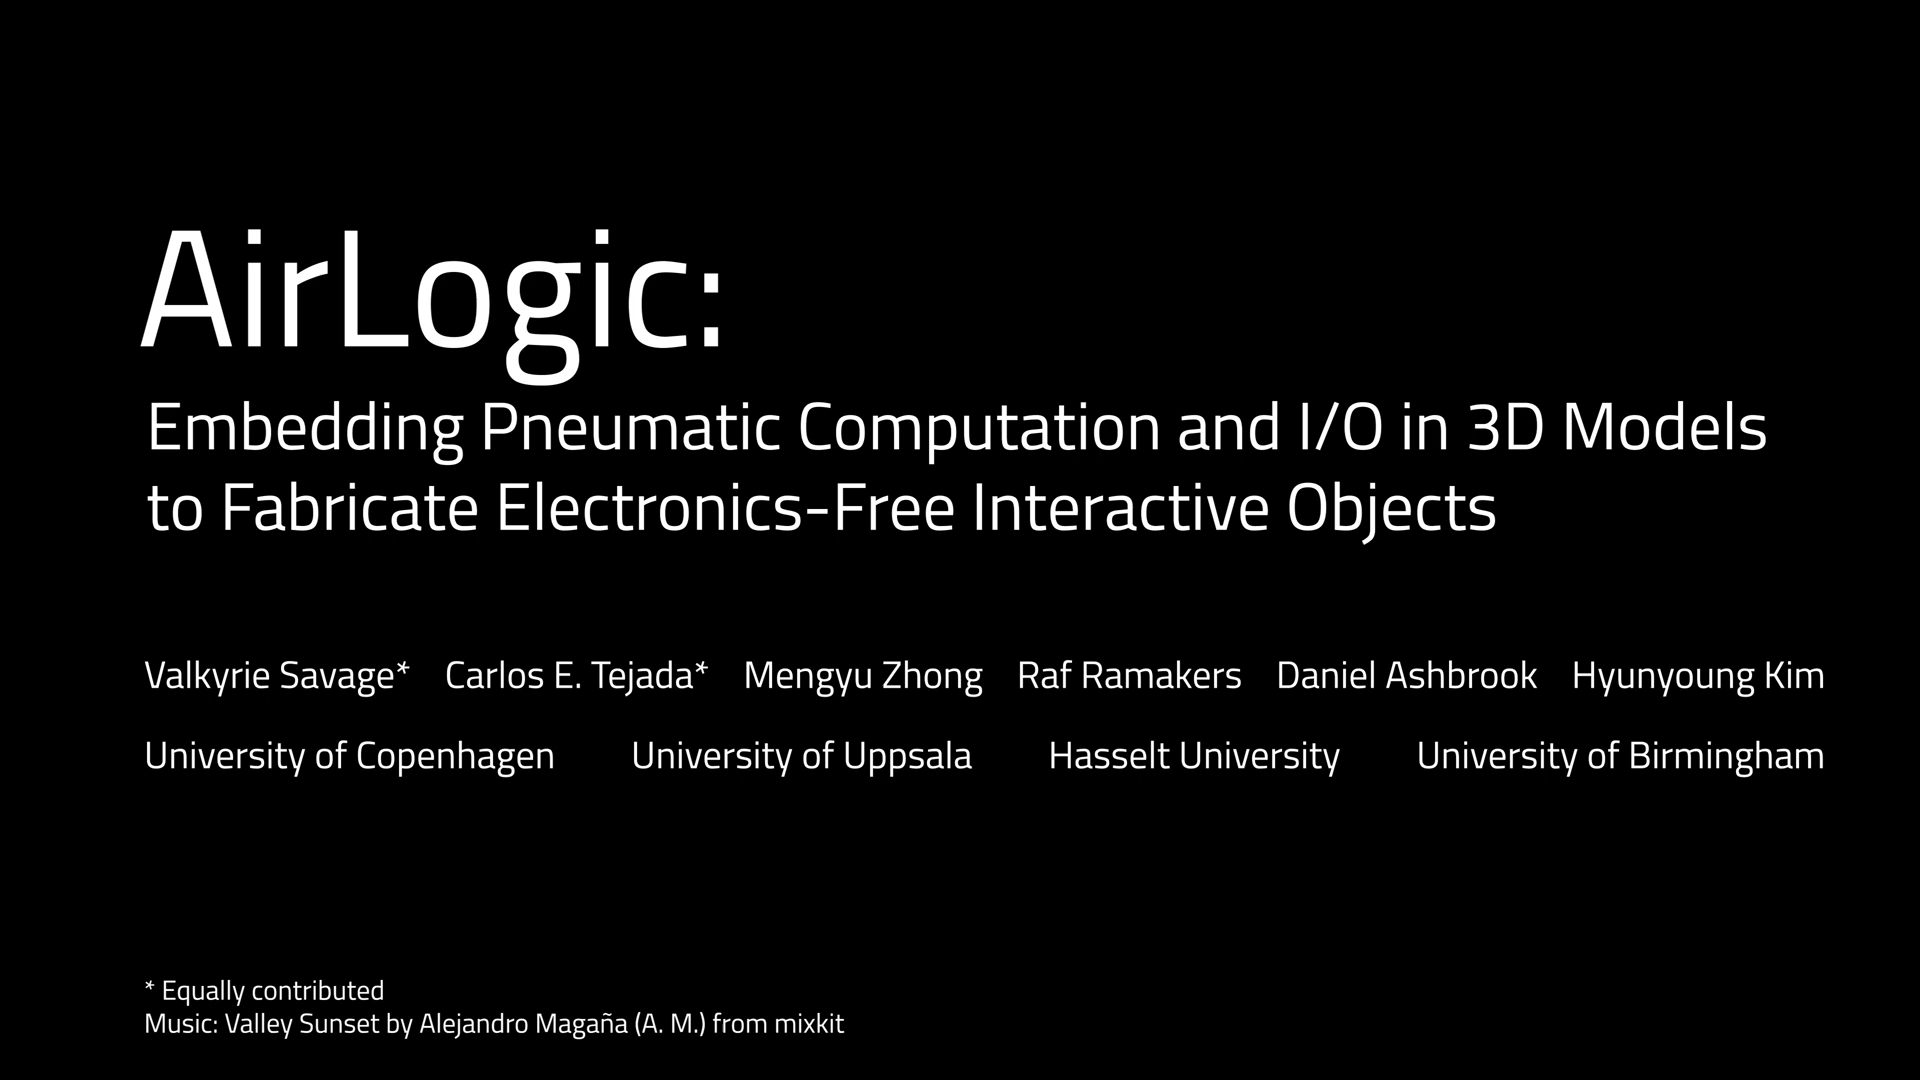 AirLogic:
Embedding Pneumatic Computation and I/O in 3D Models
to Fabricate Electronics-Free Interactive Objects
Valkyrie Savage* Carlos E. Tejada* Mengyu Zhong Raf Ramakers Daniel Ashbrook Hyunyoung Kim
University of Copenhagen University of Uppsala Hasselt University University of Birmingham
* Equally contributed
Music: Valley Sunset by Alejandro Magaña (A. M.) from mixkit